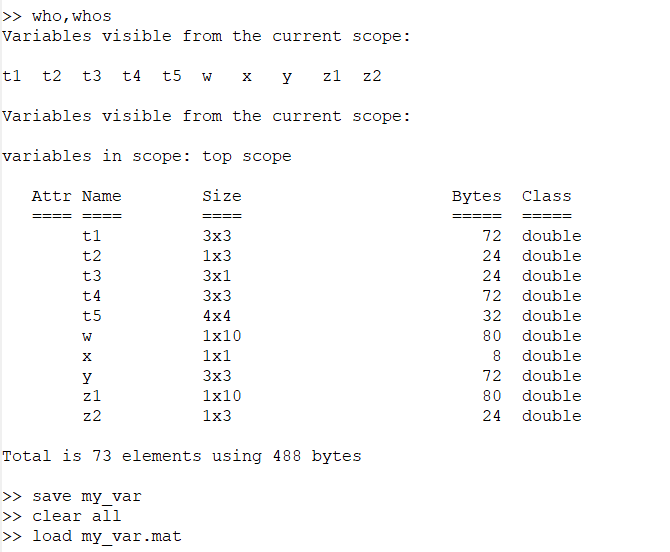 >> who,whos
Variables visible from the current scope:
t1  t2  t3  t4  t5  w   x   y   z1  z2
Variables visible from the current scope:
variables in scope: top scope
   Attr Name        Size                     Bytes  Class
   ==== ====        ====                     =====  =====
        t1          3x3                         72  double
        t2          1x3                         24  double
        t3          3x1                         24  double
        t4          3x3                         72  double
        t5          4x4                         32  double
        w           1x10                        80  double
        x           1x1                          8  double
        y           3x3                         72  double
        z1          1x10                        80  double
        z2          1x3                         24  double
Total is 73 elements using 488 bytes
>> save my_var
>> clear all
>> load my_var.mat